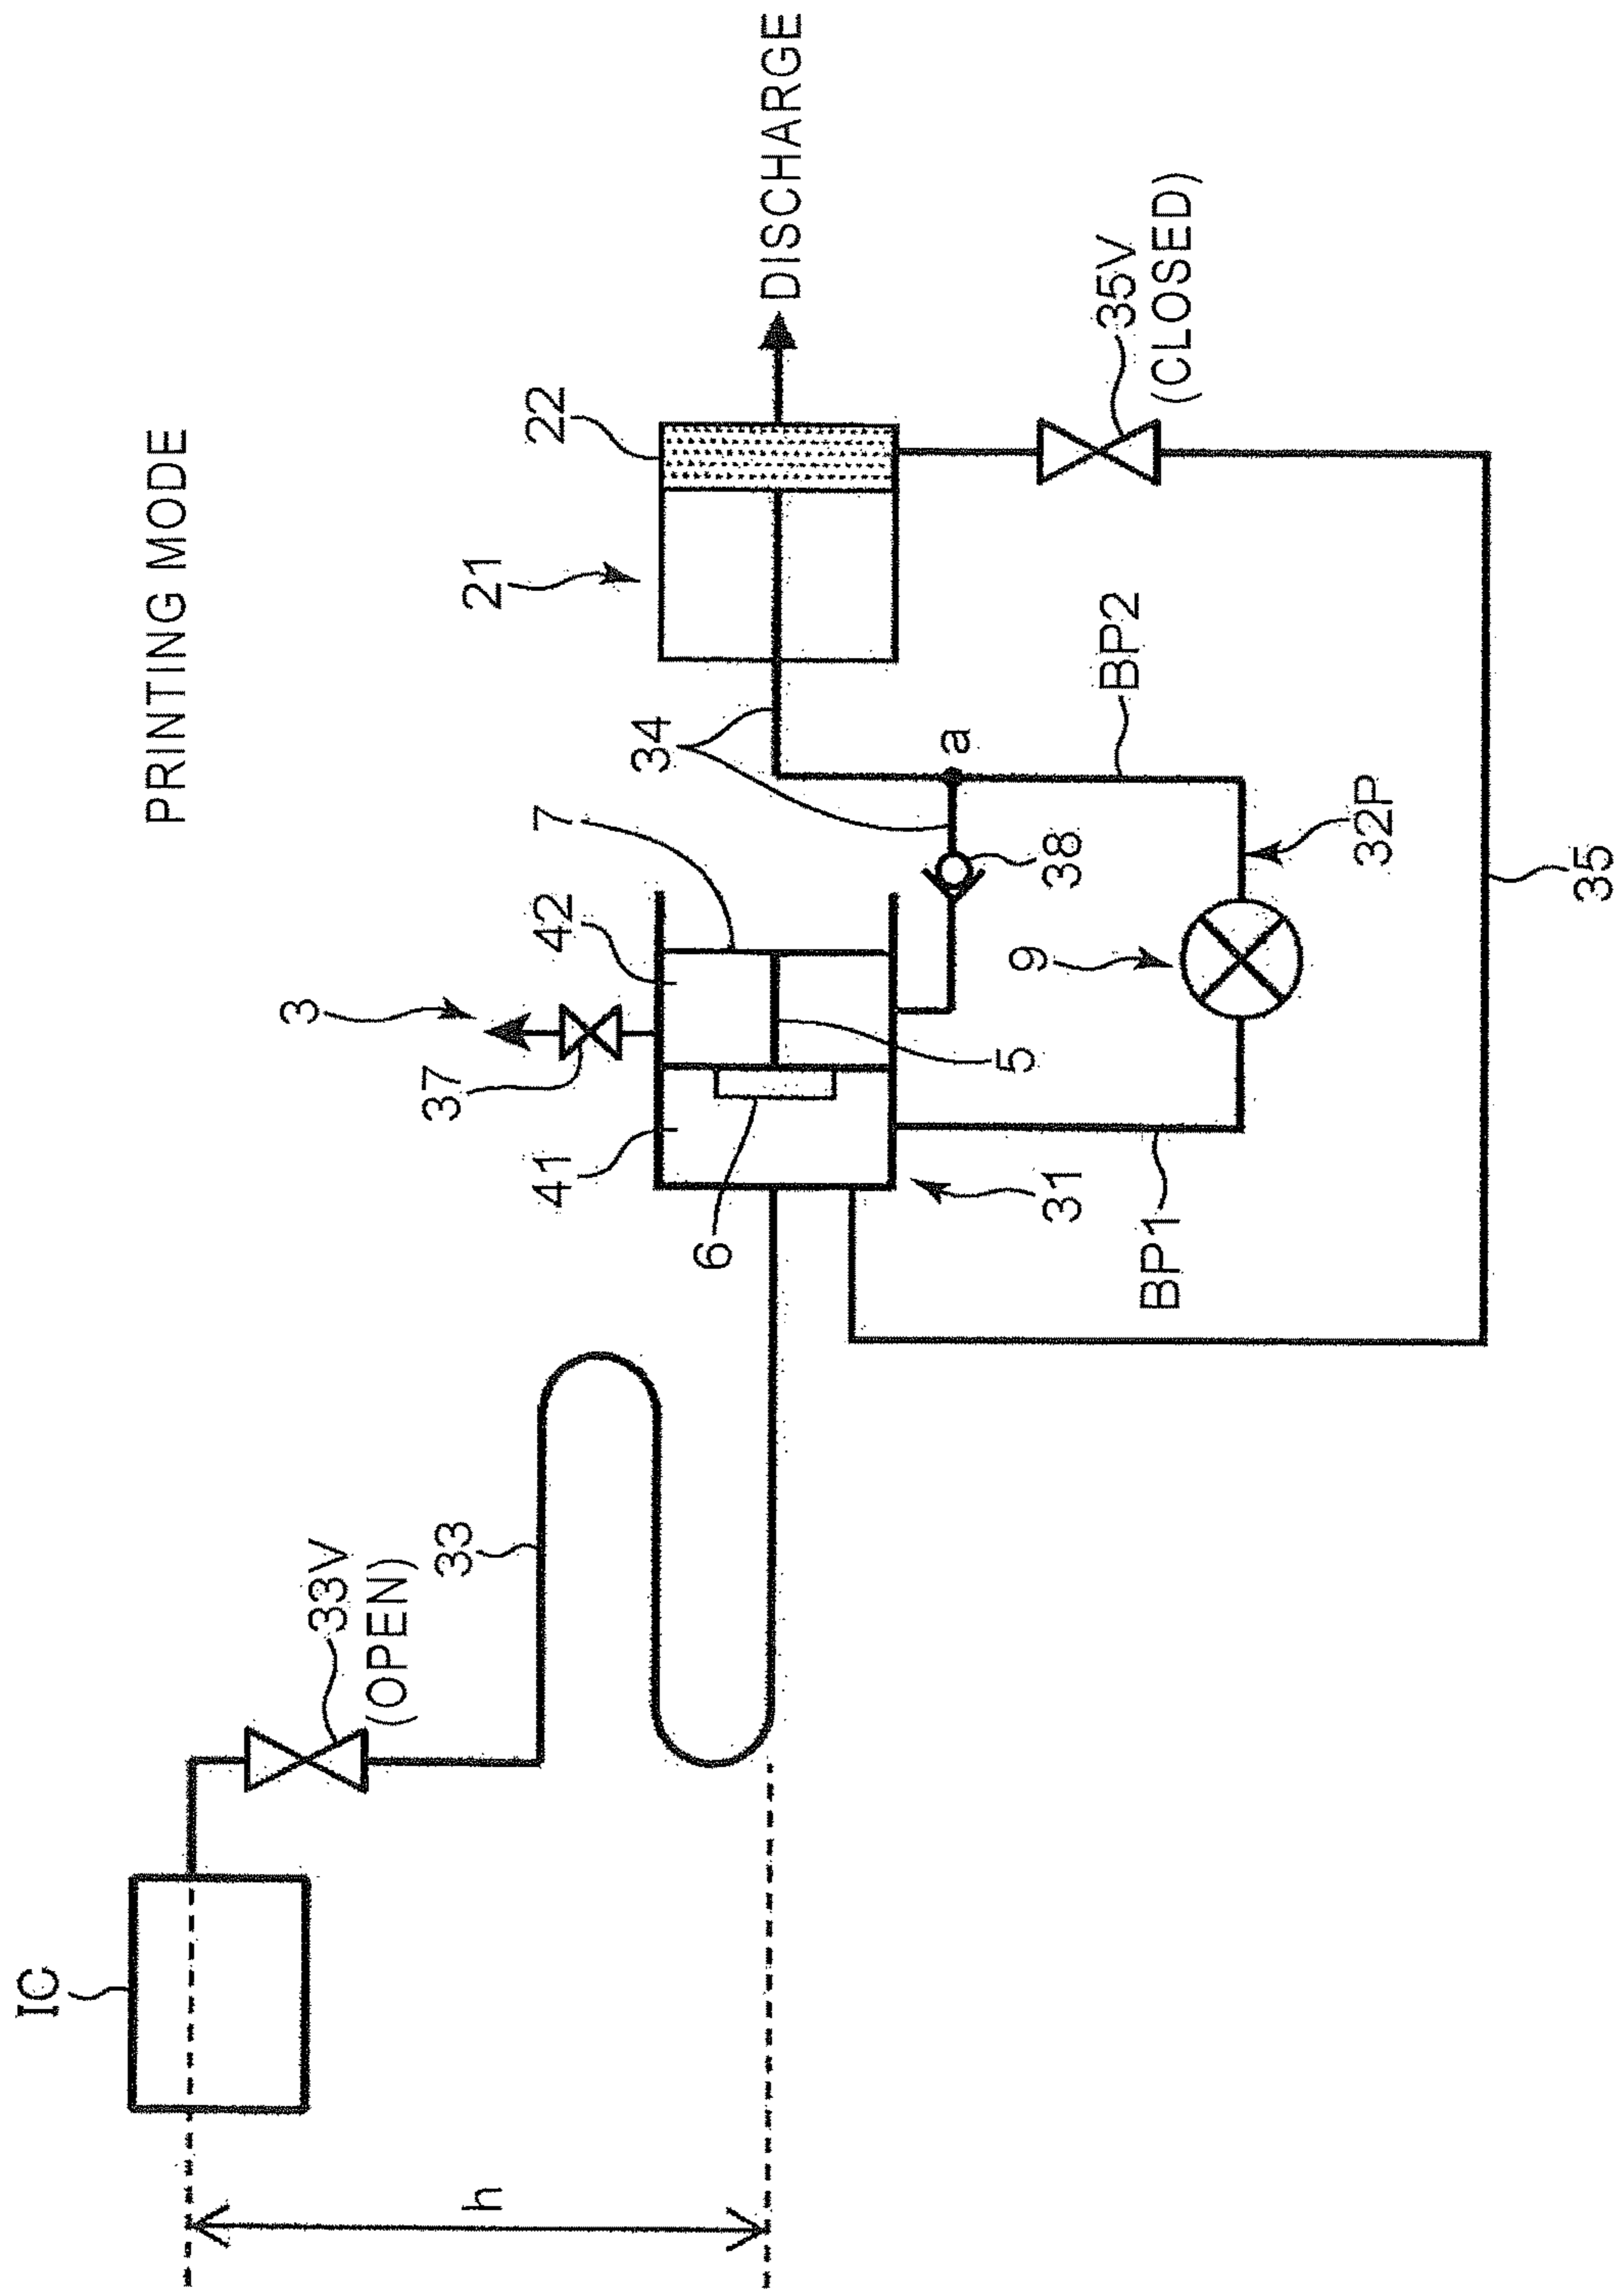 PRINTING MODE
IC
33V
(OPEN)
33
h
3
37
41
42
7
6
5
31
34
a
38
21
22
DISCHARGE
35V
(CLOSED)
BP1
BP2
9
32P
35